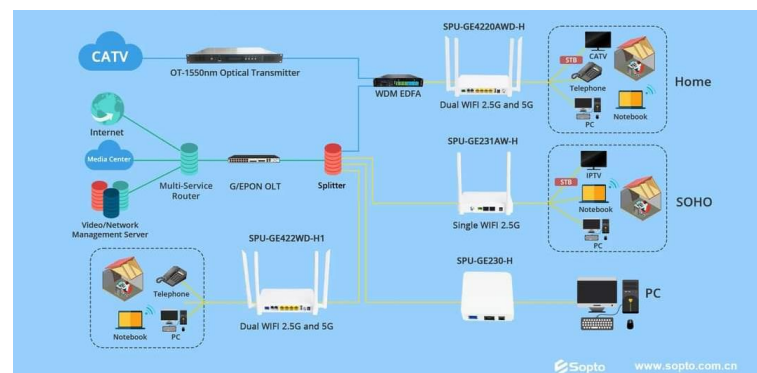 SPU-GE4220AWD-H
CATV
OT-1550nm Optical Transmitter
WDM EDFA
Dual WIFI 2.5G and 5G
STB
CATV
Telephone
PC
Notebook
Home
Internet
Media Center
Video/Network
Management Server
Multi-Service
Router
G/EPON OLT
Splitter
SPU-GE231AW-H
Single WIFI 2.5G
STB
IPTV
Notebook
PC
SOHO
SPU-GE422WD-H1
Dual WIFI 2.5G and 5G
Telephone
Notebook
PC
SPU-GE230-H
PC
Sopto
www.sopto.com.cn